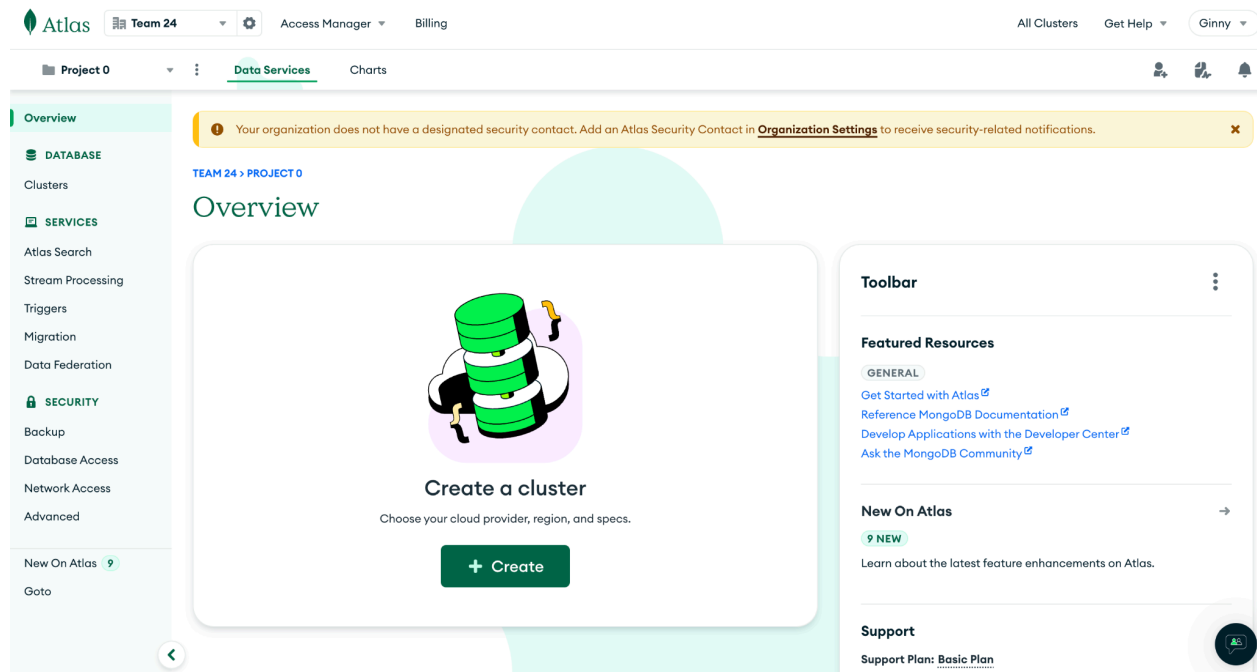 Atlas
Team 24
Access Manager
Billing
All Clusters
Get Help
Ginny
Project 0
Data Services
Charts
Overview
DATABASE
Clusters
SERVICES
Atlas Search
Stream Processing
Triggers
Migration
Data Federation
SECURITY
Backup
Database Access
Network Access
Advanced
New On Atlas 9
Goto
Your organization does not have a designated security contact. Add an Atlas Security Contact in Organization Settings to receive security-related notifications.
TEAM 24 > PROJECT 0
Overview
Create a cluster
Choose your cloud provider, region, and specs.
+ Create
Toolbar
Featured Resources
GENERAL
Get Started with Atlas
Reference MongoDB Documentation
Develop Applications with the Developer Center
Ask the MongoDB Community
New On Atlas
9 NEW
Learn about the latest feature enhancements on Atlas.
Support
Support Plan: Basic Plan